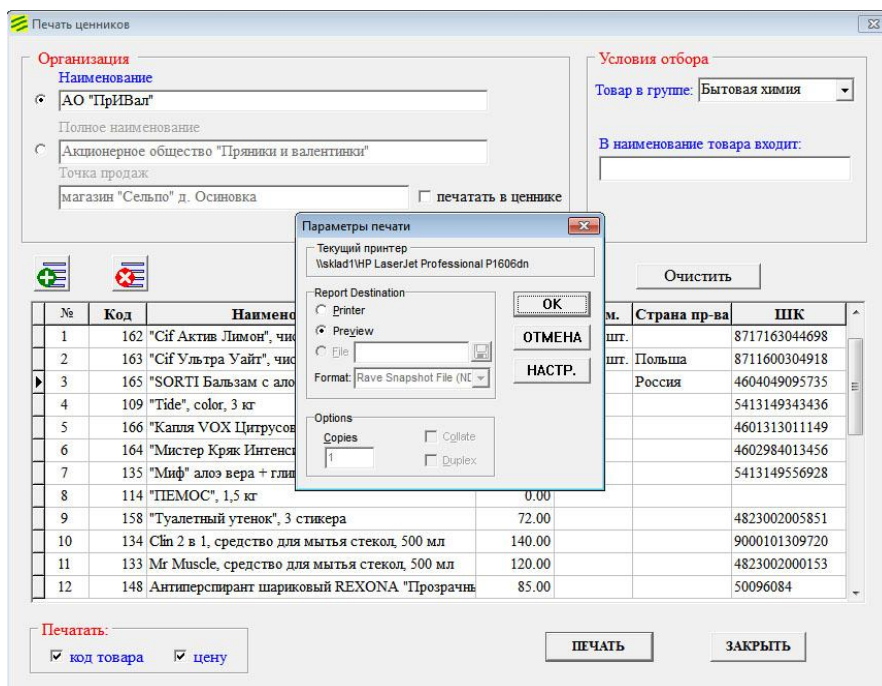 Печать ценников
Организация
Наименование
АО "ПрИВал"
Полное наименование
Акционерное общество "Пряники и валентинки"
Точка продаж
магазин "Сельпо" д. Осиновка
печатать в ценнике
Условия отбора
Товар в группе: Бытовая химия
В наименование товара входит:
Параметры печати
Текущий принтер
\\sklad1\HP LaserJet Professional P1606dn
Report Destination
Printer
Preview
File
Format: Rave Snapshot File (ND
OK
ОТМЕНА
НАСТР.
Options
Copies
1
Collate
Duplex
Очистить
№ Код Наимено м. Страна пр-ва ШК
1 162 "Cif Актив Лимон", чис шт. 8717163044698
2 163 "Cif Ультра Уайт", чис шт. Польша 8711600304918
3 165 "SORTI Бальзам с ало Россия 4604049095735
4 109 "Tide", color, 3 кг 5413149343436
5 166 "Капля VOX Цитрусов 4601313011149
6 164 "Мистер Кряк Интенси 4602984013456
7 135 "Миф" алоэ вера + гли 5413149556928
8 114 "ПЕМОС", 1,5 кг 0.00
9 158 "Туалетный утенок", 3 стикера 72.00 4823002005851
10 134 Clin 2 в 1, средство для мытья стекол, 500 мл 140.00 9000101309720
11 133 Mr Muscle, средство для мытья стекол, 500 мл 120.00 4823002000153
12 148 Антиперспирант шариковый REXONA "Прозрачнь 85.00 50096084
Печатать:
код товара цену
ПЕЧАТЬ
ЗАКРЫТЬ